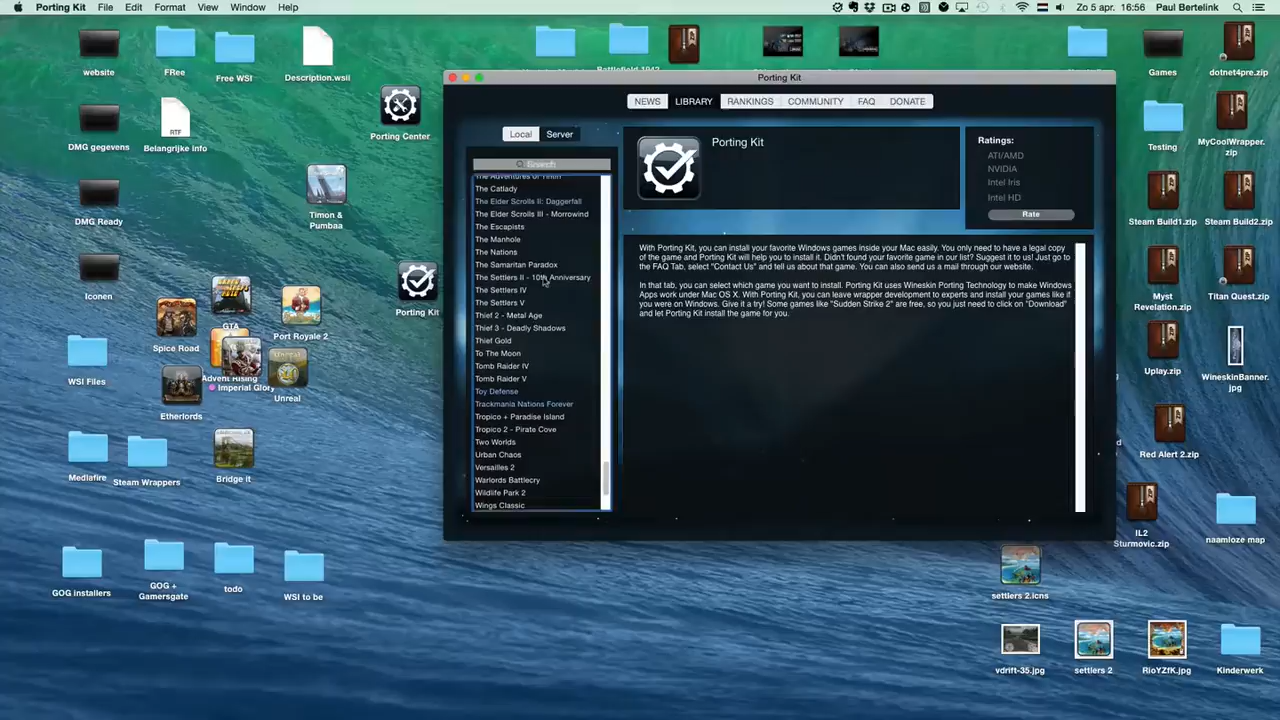 Porting Kit File Edit Format View Window Help
Zo 5 apr. 16:56 Paul Bertelink
website
FRee
Free WSI
Description.wsii
Battlefield 1942
Games
dotnet4pre.zip
DMG gegevens
RTF
Belangrijke info
Porting Center
Testing
MyCoolWrapper.
zip
DMG Ready
Timon &
Pumbaa
Steam Build1.zip
Steam Build2.zip
Iconen
GTA
Spice Road
Port Royale 2
Porting Kit
Myst
Revelation.zip
Titan Quest.zip
WSI Files
Advent Rising
Imperial Glory
Unreal
Etherlords
Uplay.zip
WineskinBanner.
jpg
Mediafire
Steam Wrappers
Bridge it
Red Alert 2.zip
IL2
Sturmovic.zip
naamloze map
GOG installers
GOG +
Gamersgate
todo
WSI to be
settlers 2.icns
vdrift-35.jpg
settlers 2
RioYZfK.jpg
Kinderwerk
Porting Kit
NEWS LIBRARY RANKINGS COMMUNITY FAQ DONATE
Local Server
Search
The Adventures of Tintin
The Catlady
The Elder Scrolls II: Daggerfall
The Elder Scrolls III - Morrowind
The Escapists
The Manhole
The Nations
The Samaritan Paradox
The Settlers II - 10th Anniversary
The Settlers IV
The Settlers V
Thief 2 - Metal Age
Thief 3 - Deadly Shadows
Thief Gold
To The Moon
Tomb Raider IV
Tomb Raider V
Toy Defense
Trackmania Nations Forever
Tropico + Paradise Island
Tropico 2 - Pirate Cove
Two Worlds
Urban Chaos
Versailles 2
Warlords Battlecry
Wildlife Park 2
Wings Classic
Porting Kit
Ratings:
ATI/AMD
NVIDIA
Intel Iris
Intel HD
Rate
With Porting Kit, you can install your favorite Windows games inside your Mac easily. You only need to have a legal copy
of the game and Porting Kit will help you to install it. Didn't found your favorite game in our list? Suggest it to us! Just go to
the FAQ Tab, select "Contact Us" and tell us about that game. You can also send us a mail through our website.
In that tab, you can select which game you want to install. Porting Kit uses Wineskin Porting Technology to make Windows
Apps work under Mac OS X. With Porting Kit, you can leave wrapper development to experts and install your games like if
you were on Windows. Give it a try! Some games like "Sudden Strike 2" are free, so you just need to click on "Download"
and let Porting Kit install the game for you.